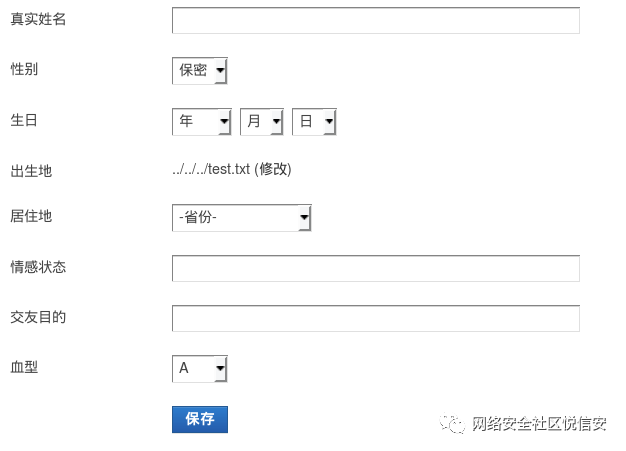 真实姓名
性别 保密
生日 年 月 日
出生地 ../../../test.txt (修改)
居住地 -省份-
情感状态
交友目的
血型 A
保存
网络安全社区悦信安